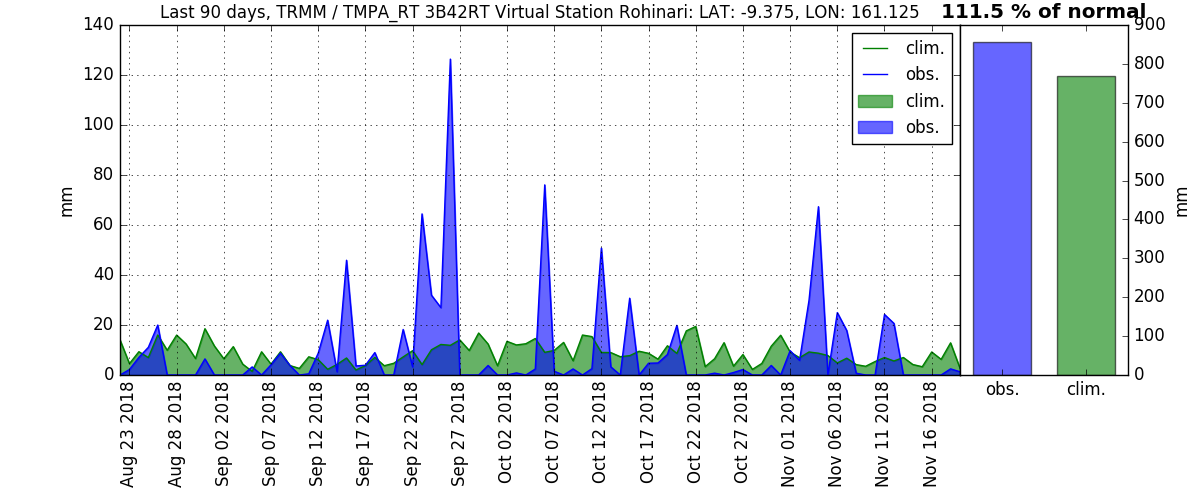 Last 90 days, TRMM / TMPA_RT 3B42RT Virtual Station Rohinari: LAT: -9.375, LON: 161.125
111.5 % of normal
140
120
100
80
60
40
20
0
mm
clim.
obs.
clim.
obs.
900
800
700
600
500
400
300
200
100
0
mm
Aug 23 2018
Aug 28 2018
Sep 02 2018
Sep 07 2018
Sep 12 2018
Sep 17 2018
Sep 22 2018
Sep 27 2018
Oct 02 2018
Oct 07 2018
Oct 12 2018
Oct 17 2018
Oct 22 2018
Oct 27 2018
Nov 01 2018
Nov 06 2018
Nov 11 2018
Nov 16 2018
obs.
clim.